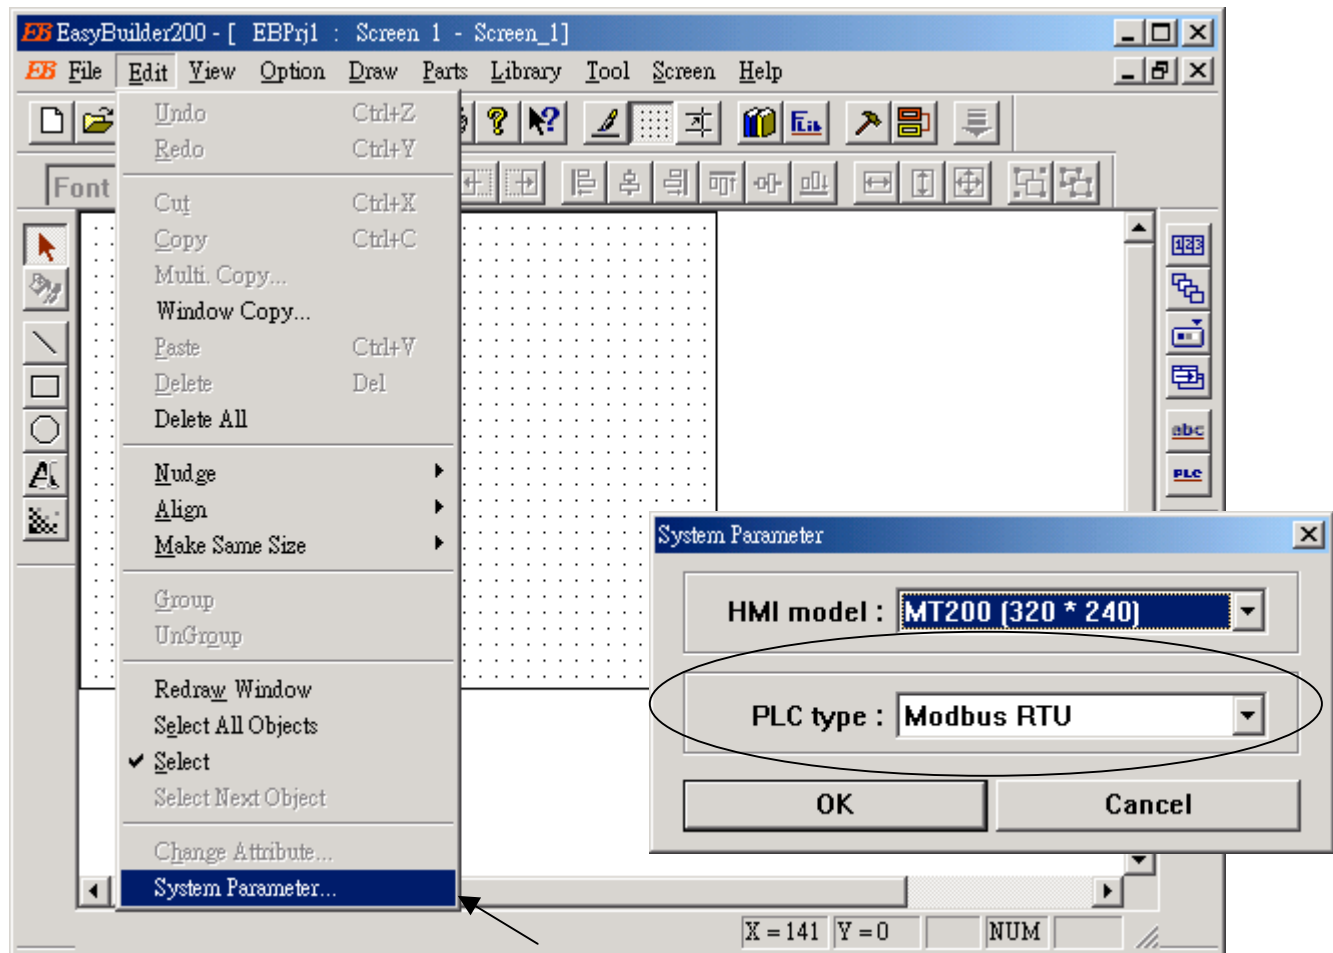 EB EasyBuilder200 - [ EBPrj1 : Screen 1 - Screen_1]
EB File Edit View Option Draw Parts Library Tool Screen Help
Undo Ctrl+Z
Redo Ctrl+Y
Font
Cut Ctrl+X
Copy Ctrl+C
Multi. Copy...
Window Copy...
Paste Ctrl+V
Delete Del
Delete All
Nudge
Align
Make Same Size
Group
UnGroup
Redraw Window
Select All Objects
Select
Select Next Object
Change Attribute...
System Parameter...
123
abc
PLC
System Parameter
HMI model : MT200 (320 * 240)
PLC type : Modbus RTU
OK Cancel
X = 141 Y = 0 NUM